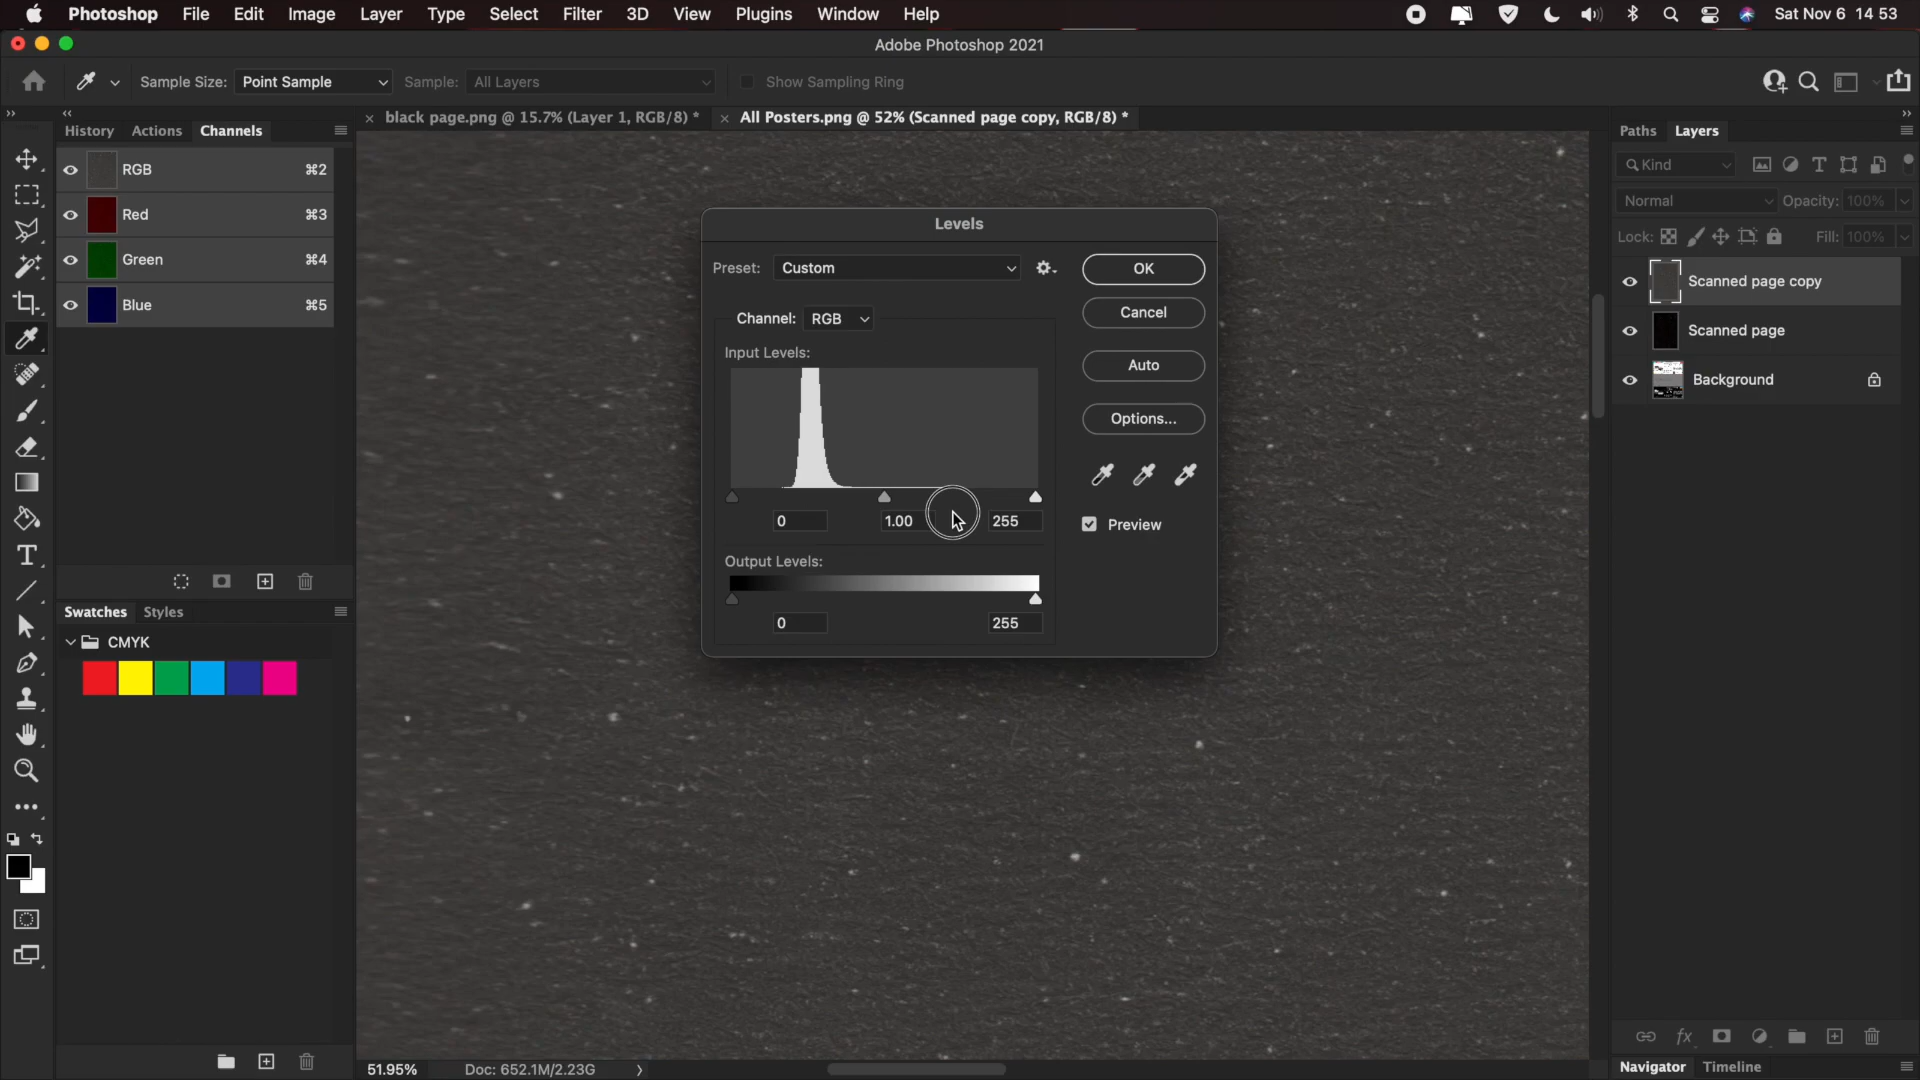 Photoshop File Edit Image Layer Type Select Filter 3D View Plugins Window Help Sat Nov 6 14 53
Adobe Photoshop 2021
Sample Size: Point Sample Sample: All Layers Show Sampling Ring
History Actions Channels
black page.png @ 15.7% (Layer 1, RGB/8) * All Posters.png @ 52% (Scanned page copy, RGB/8) *
Paths Layers
RGB ⌘2
Red ⌘3
Green ⌘4
Blue ⌘5
Swatches Styles
CMYK
Levels
Preset: Custom
OK
Channel: RGB
Cancel
Input Levels:
Auto
Options...
0 1.00 255
Preview
Output Levels:
0 255
Kind
Normal Opacity: 100%
Lock: Fill: 100%
Scanned page copy
Scanned page
Background
51.95% Doc: 652.1M/2.23G
Navigator Timeline